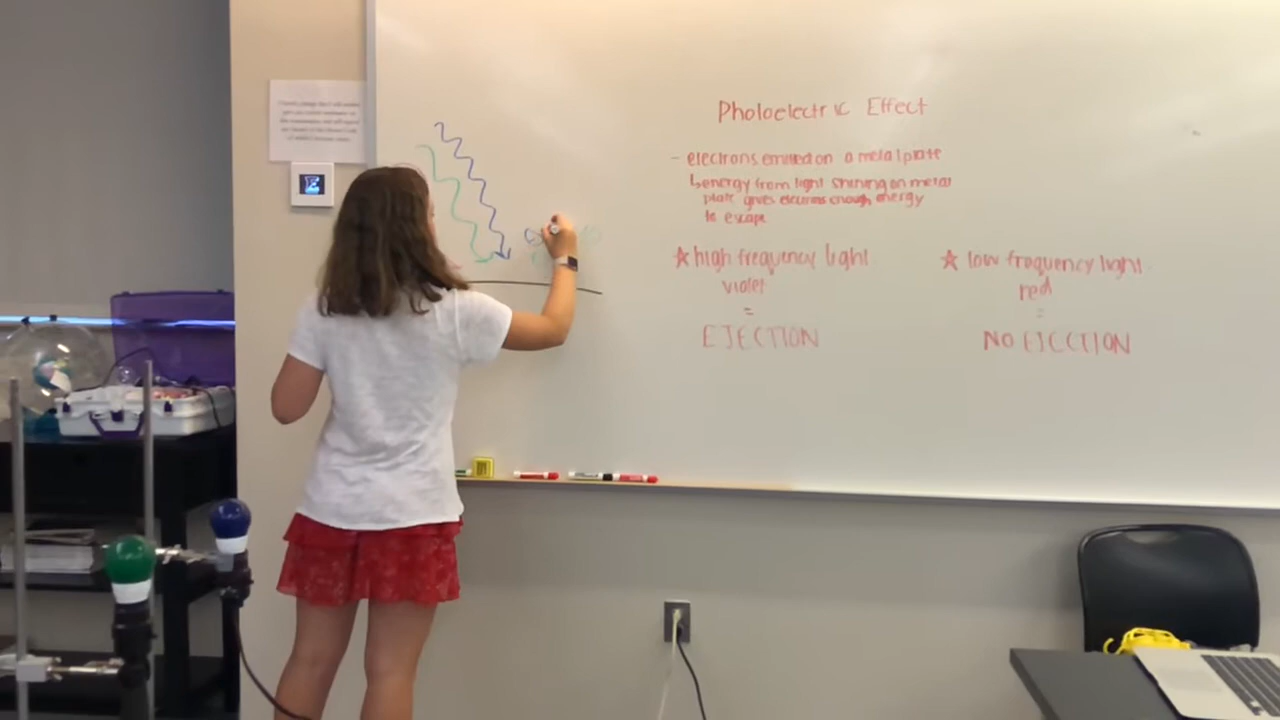 Photoelectric Effect
- electrons emitted on a metal plate
↳ energy from light shining on metal
plate gives electrons enough energy
to escape
☆ high frequency light
violet
=
EJECTION
☆ low frequency light
red
=
NO EJECTION
E